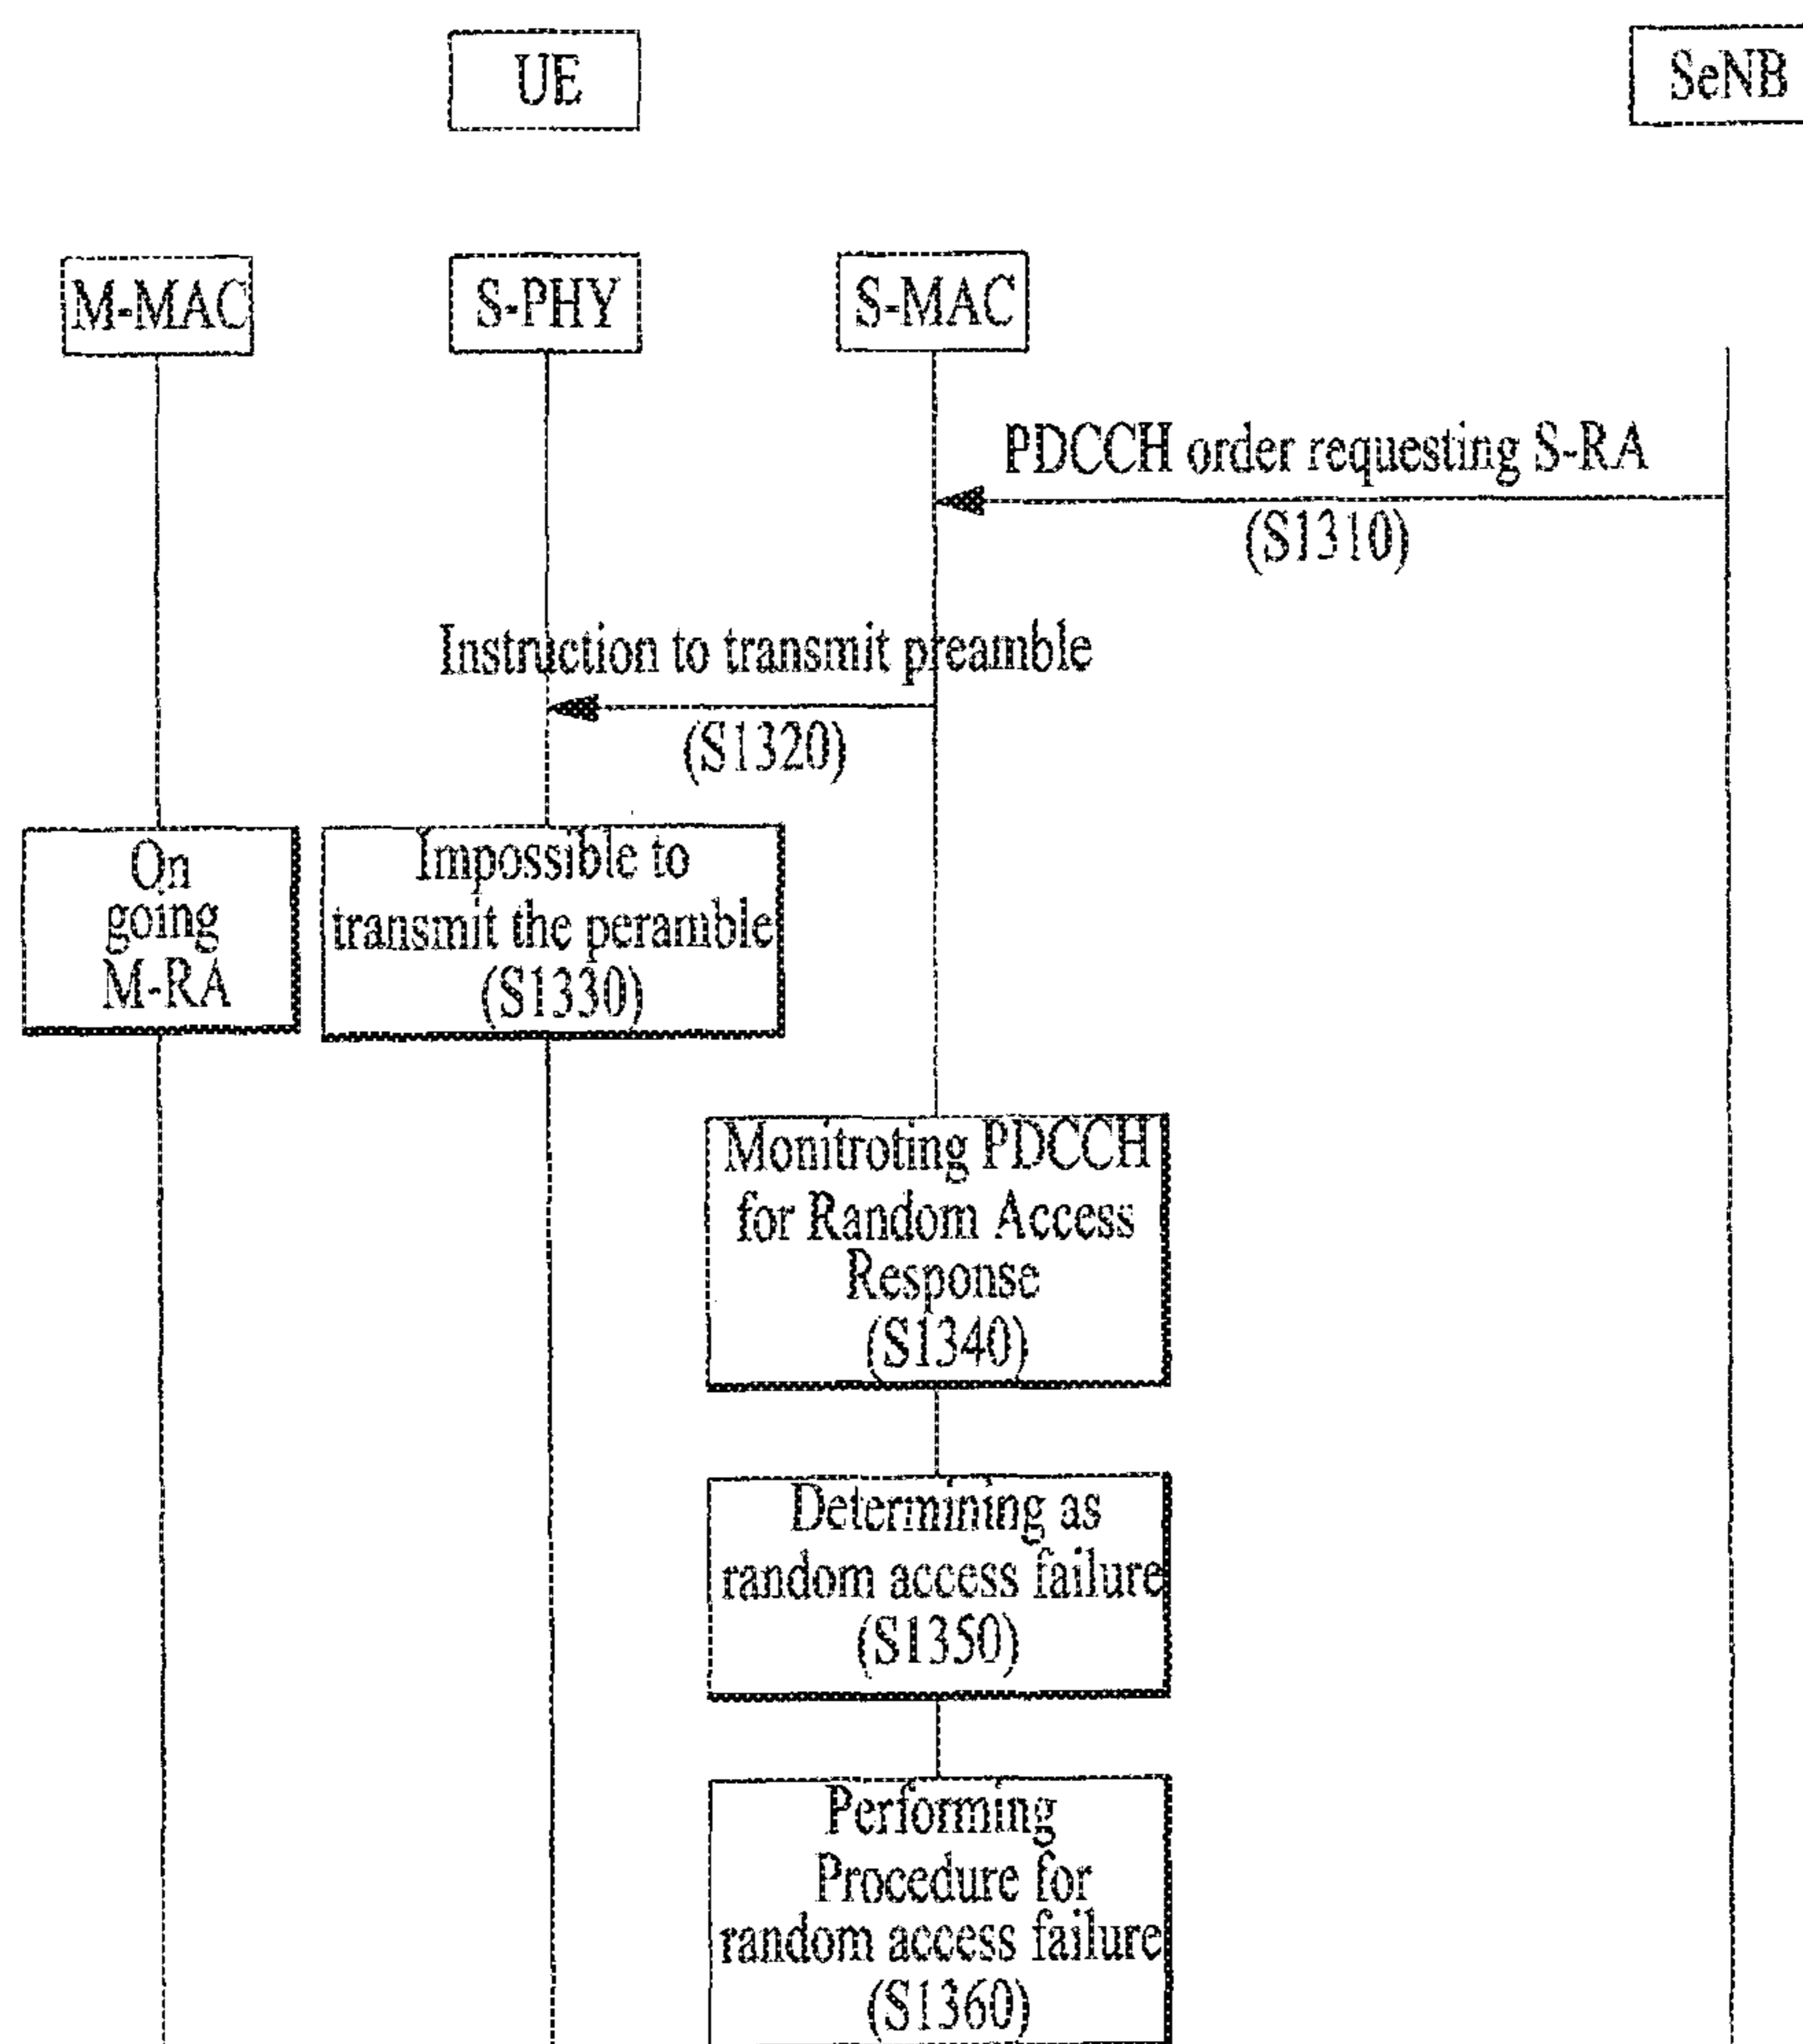 UE
SeNB
M-MAC
S-PHY
S-MAC
PDCCH order requesting S-RA
(S1310)
Instruction to transmit preamble
(S1320)
On
going
M-RA
Impossible to
transmit the peramble
(S1330)
Monitroting PDCCH
for Random Access
Response
(S1340)
Determining as
random access failure
(S1350)
Performing
Procedure for
random access failure
(S1360)